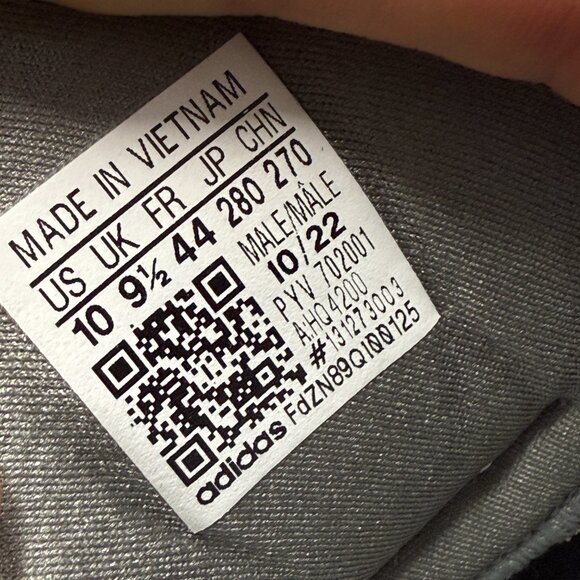 MADE IN VIETNAM
US UK FR JP CHN
10 9½ 44 280 270
MALE/MÂLE
10/22
PYV 702001
AHQ4200
#131273003
adidas FdZN89QI00125